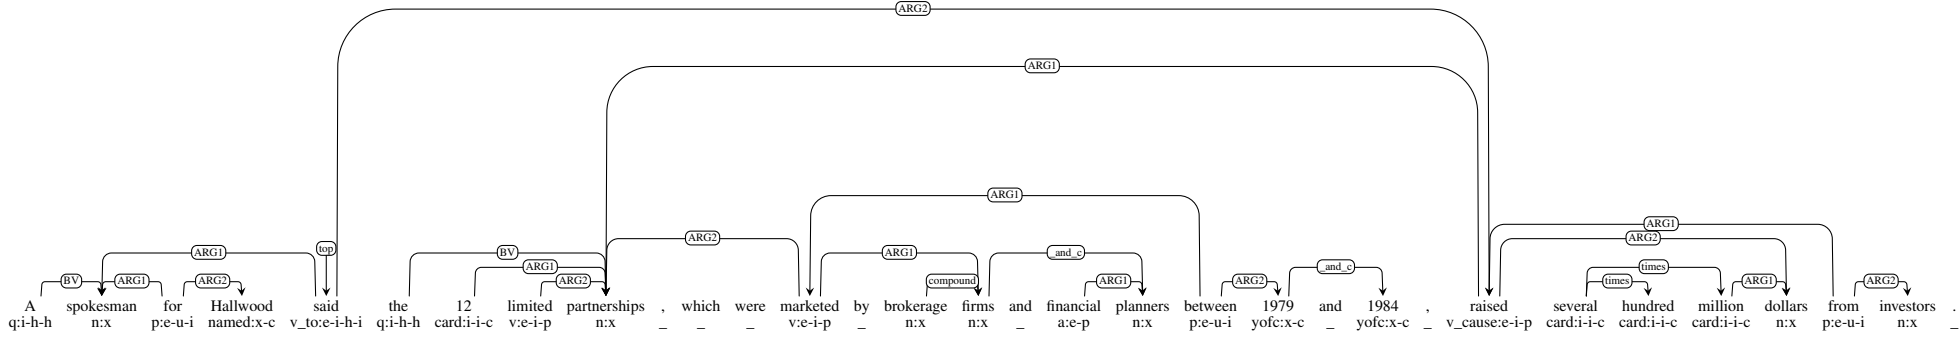 ARG2
ARG1
ARG1
ARG1
ARG2
ARG2
ARG1 top BV ARG1 _and_c
ARG1 times _and_c
BV ARG1 ARG2 ARG2 compound ARG1 ARG2 times ARG1 ARG2
A spokesman for Hallwood said the 12 limited partnerships , which were marketed by brokerage firms and financial planners between 1979 and 1984 , raised several hundred million dollars from investors .
q:i-h-h n:x p:e-u-i named:x-c v_to:e-i-h-i q:i-h-h card:i-i-c v:e-i-p n:x _ _ _ v:e-i-p _ n:x n:x _ a:e-p n:x p:e-u-i yofc:x-c _ yofc:x-c _ v_cause:e-i-p card:i-i-c card:i-i-c card:i-i-c n:x p:e-u-i n:x _